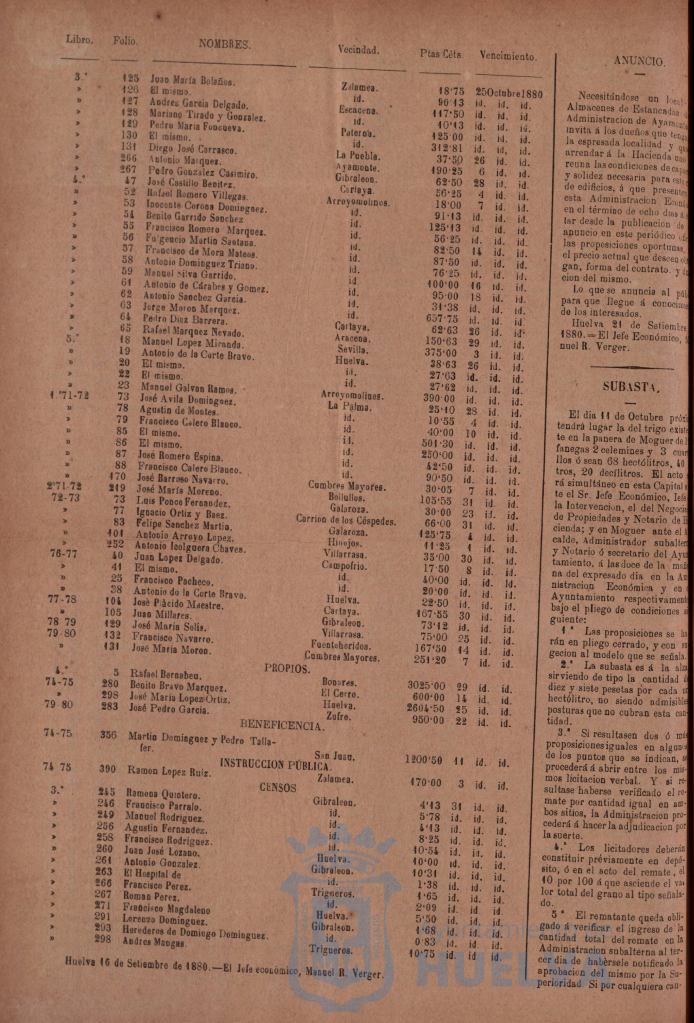 Libro. Folio. NOMBRES. Vecindad. Ptas Céts. Vencimiento.
3.° 125 Juan María Bolaños. Zalamea. 18'75 25 Octubre 1880
» 126 El mismo. id. 90'13 id. id. id.
» 127 Andres García Delgado. Escacena. 117'50 id. id. id.
» 128 Mariano Tirado y Gonzalez. id. 40'13 id. id. id.
» 129 Pedro María Foncueva. Paterna. 125'00 id. id. id.
» 130 El mismo. id. 312'81 id. id. id.
» 131 Diego José Carrasco. La Puebla. 37'50 26 id. id.
» 266 Antonio Marquez. Ayamonte. 490'25 6 id. id.
» 267 Pedro Gonzalez Casimiro. Gibraleon. 62'50 28 id. id.
4.° 47 José Castillo Benitez. Cartaya. 56'25 4 id. id.
» 52 Rafael Romero Villegas. Arroyomolinos. 18'00 7 id. id.
» 53 Inocente Corona Dominguez. id. 91'13 id. id. id.
» 54 Benito Garrido Sanchez id. 125'13 id. id. id.
» 55 Francisco Romero Marquez. id. 56'25 id. id. id.
» 56 Fulgencio Martin Santana. id. 82'50 14 id. id.
» 57 Francisco de Mora Mateos. id. 87'50 id. id. id.
» 58 Antonio Dominguez Triano. id. 76'25 id. id. id.
» 59 Manuel Silva Garrido. id. 100'00 16 id. id.
» 61 Antonio de Cárabes y Gomez. id. 95'00 18 id. id.
» 62 Antonio Sanchez García. id. 31'38 id. id. id.
» 63 Jorge Moron Marquez. id. 657'75 id. id. id.
» 64 Pedro Diaz Barrera. Cartaya. 62'63 26 id. id.
» 65 Rafael Marquez Nevado. Aracena. 150'63 29 id. id.
5.° 18 Manuel Lopez Miranda. Sevilla. 375'00 3 id. id.
» 19 Antonio de la Corte Bravo. Huelva. 38'63 26 id. id.
» 20 El mismo. id. 27'63 id. id. id.
» 22 El mismo. id. 27'62 id. id. id.
» 23 Manuel Galvan Ramos. Arroyomolinos. 390'00 id. id.
1.°71-72 73 José Avila Dominguez. La Palma. 25'10 28 id. id.
» 78 Agustin de Montes. id. 10'55 4 id. id.
» 79 Francisco Calero Blanco. id. 40'00 10 id. id.
» 85 El mismo. id. 501'30 id. id. id.
» 86 El mismo. id. 250'00 id. id. id.
» 87 José Romero Espina. id. 42'50 id. id. id.
» 88 Francisco Calero Blanco. id. 90'50 id. id. id.
» 170 José Barroso Navarro. Cumbres Mayores. 30'05 7 id. id.
2.°71-72 249 José María Moreno. Bollullos. 105'55 31 id. id.
72-73 73 Luis Ponce Fernandez. Galaroza. 30'00 23 id. id.
» 77 Ignacio Ortiz y Baez. Carrion de los Céspedes. 66'00 31 id. id.
» 83 Felipe Sanchez Martin. Galaroza. 125'75 4 id. id.
» 101 Antonio Arroyo Lopez. Hinojos. 11'25 4 id. id.
» 252 Antonio Izolguera Chaves. Villarrasa. 35'00 30 id. id.
76-77 40 Juan Lopez Delgado. Campofrio. 17'50 8 id. id.
» 41 El mismo. id. 40'00 id. id. id.
» 25 Francisco Pacheco. id. 20'00 id. id. id.
» 38 Antonio de la Corte Bravo. Huelva. 22'50 id. id. id.
77-78 104 José Plácido Maestre. Cartaya. 167'55 30 id. id.
» 105 Juan Millares. Gibraleon. 73'12 id. id. id.
78 79 129 José María Solis. Villarrasa. 75'00 25 id. id.
79-80 132 Francisco Navarro. Fuenteheridos. 167'50 14 id. id.
» 131 José María Moron. Cumbres Mayores. 251'20 7 id. id.
PROPIOS.
4.° 5 Rafael Bernabeu. Bonares. 3025'00 29 id. id.
74-75 280 Benito Bravo Marquez. El Cerro. 600'00 14 id. id.
» 298 José María Lopez Ortiz. Huelva. 2604'50 25 id. id.
79-80 283 José Pedro García. Zufre. 950'00 22 id. id.
BENEFICENCIA.
74-75 356 Martin Dominguez y Pedro Talla-
fer. San Juan. 1200'50 11 id. id.
INSTRUCCION PÚBLICA.
74 75 390 Ramon Lopez Ruiz. Zalamea. 470'00 3 id. id.
CENSOS
3.° 245 Ramona Quintero. Gibraleon. 4'13 31 id. id.
» 246 Francisco Parralo. id. 5'78 id. id. id.
» 249 Manuel Rodriguez. id. 4'13 id. id. id.
» 256 Agustin Fernandez. id. 8'25 id. id. id.
» 258 Francisco Rodriguez. id. 10'54 id. id. id.
» 260 Juan José Lozano. Huelva. 10'00 id. id. id.
» 261 Antonio Gonzalez. Gibraleon. 10'31 id. id. id.
» 263 El Hospital de Trigueros. 1'38 id. id. id.
» 266 Francisco Perez. id. 1'65 id. id. id.
» 267 Roman Perez. id. 2'09 id. id. id.
» 271 Francisco Magdaleno Huelva. 5'50 id. id. id.
» 291 Lorenzo Dominguez. Gibraleon. 1'68 id. id. id.
» 293 Herederos de Domingo Dominguez. id. 0'83 id. id. id.
» 298 Andres Mangas. Trigueros. 10'75 id. id. id.
Huelva 16 de Setiembre de 1880.—El Jefe económico, Manuel R. Verger.
ANUNCIO.
Necesitándose un local
Almacenes de Estancadas
Administracion de Ayamonte
invita á los dueños que
la espresada localidad y
arrendar á la Hacienda
reuna las condiciones de
y solidez necesaria para
de edificios, á que presenten
esta Administracion
en el término de ocho dias
tar desde la publicacion de
anuncio en este periódico
las proposiciones oportunas,
el precio actual que descen
gan, forma del contrato. y
cion del mismo.
Lo que se anuncia al
para que llegue á
de los interesados.
Huelva 21 de Setiembre
1880.—El Jefe Económico,
nuel R. Verger.
SUBASTA.
El dia 11 de Octubre
tendrá lugar la del trigo
te en la panera de Moguer de
fanegas 2 celemines y 3
llos ó sean 68 hectólitros, 40
tros, 20 decílitros. El acto
rá simultáneo en esta Capital
te el Sr. Jefe Económico, Jefe
la Intervencion, el del Negociado
de Propiedades y Notario de
cienda; y en Moguer ante el
calde, Administrador subalterno
y Notario ó secretario del
tamiento, á las doce de la
na del expresado dia en la
nistracion Económica y en
Ayuntamiento respectivamente
bajo el pliego de condiciones
guiente:
1.ª Las proposiciones se
rán en pliego cerrado, y con
gecion al modelo que se señala.
2.ª La subasta es á la
sirviendo de tipo la cantidad
diez y siete pesetas por cada
hectólitro, no siendo admisibles
posturas que no cubran esta
tidad.
3.ª Si resultasen dos ó más
proposiciones iguales en alguno
de los puntos que se indican, se
procederá á abrir entre los mis-
mos licitacion verbal. Y si re-
sultase haberse verificado el re-
mate por cantidad igual en am-
bos sitios, la Administracion pro-
cederá á hacer la adjudicacion por
la suerte.
4.ª Los licitadores deberán
constituir préviamente en depó-
sito, ó en el acto del remate, el
10 por 100 á que asciende el va-
lor total del grano al tipo señala-
do.
5.ª El rematante queda obli-
gado á verificar el ingreso de la
cantidad total del remate en la
Administracion subalterna al ter-
cer dia de habérsele notificado la
aprobacion del mismo por la Su-
perioridad Si por cualquiera cau-
HUELVA